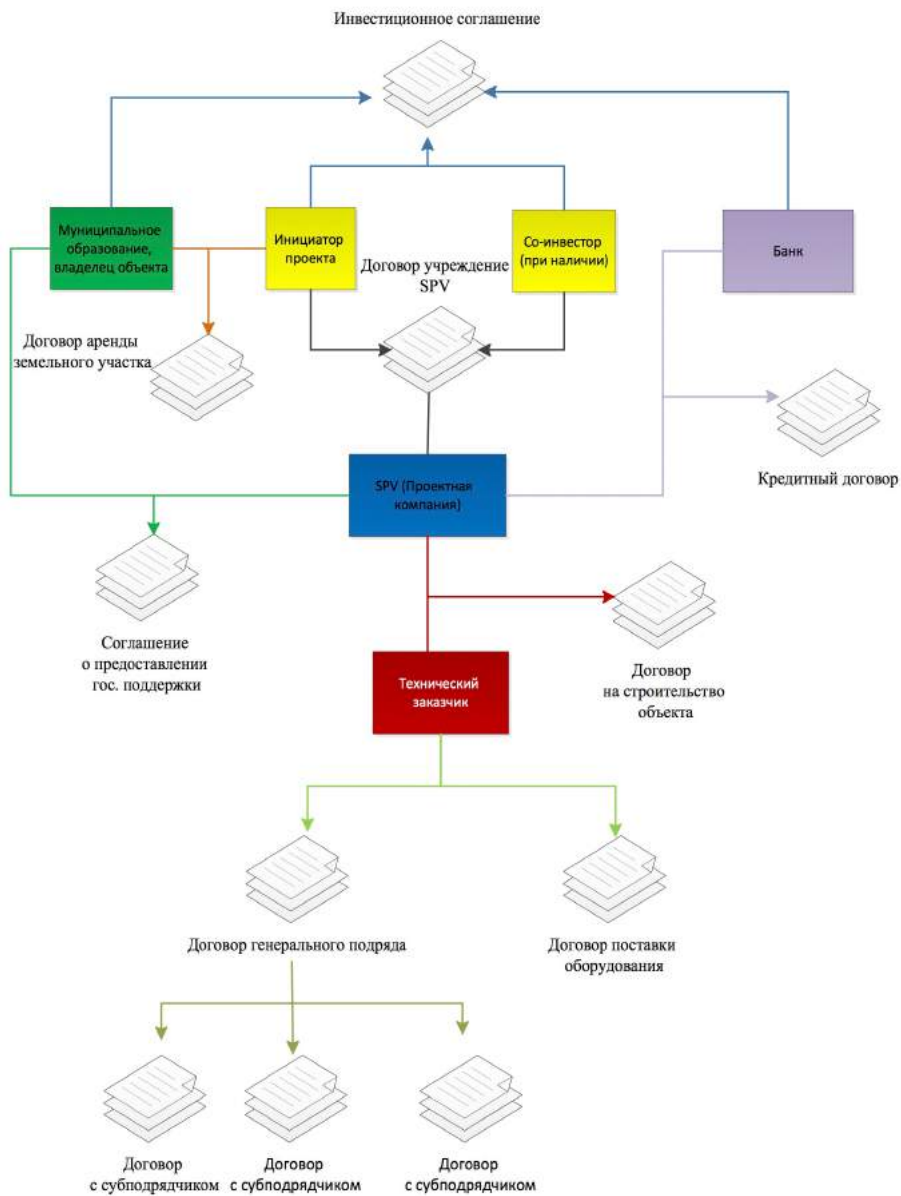 Инвестиционное соглашение
Муниципальное
образование,
владелец объекта
Инициатор
проекта
Со-инвестор
(при наличии)
Банк
Договор учреждение
SPV
Договор аренды
земельного участка
Кредитный договор
SPV (Проектная
компания)
Соглашение
о предоставлении
гос. поддержки
Технический
заказчик
Договор
на строительство
объекта
Договор генерального подряда
Договор поставки
оборудования
Договор
с субподрядчиком
Договор
с субподрядчиком
Договор
с субподрядчиком